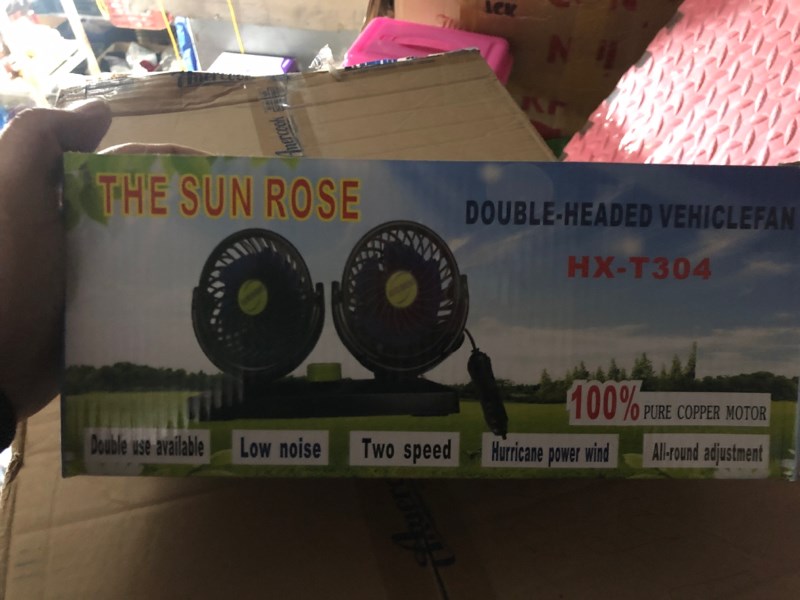 THE SUN ROSE
DOUBLE-HEADED VEHICLEFAN
HX-T304
100% PURE COPPER MOTOR
Double use available
Low noise
Two speed
Hurricane power wind
All-round adjustment